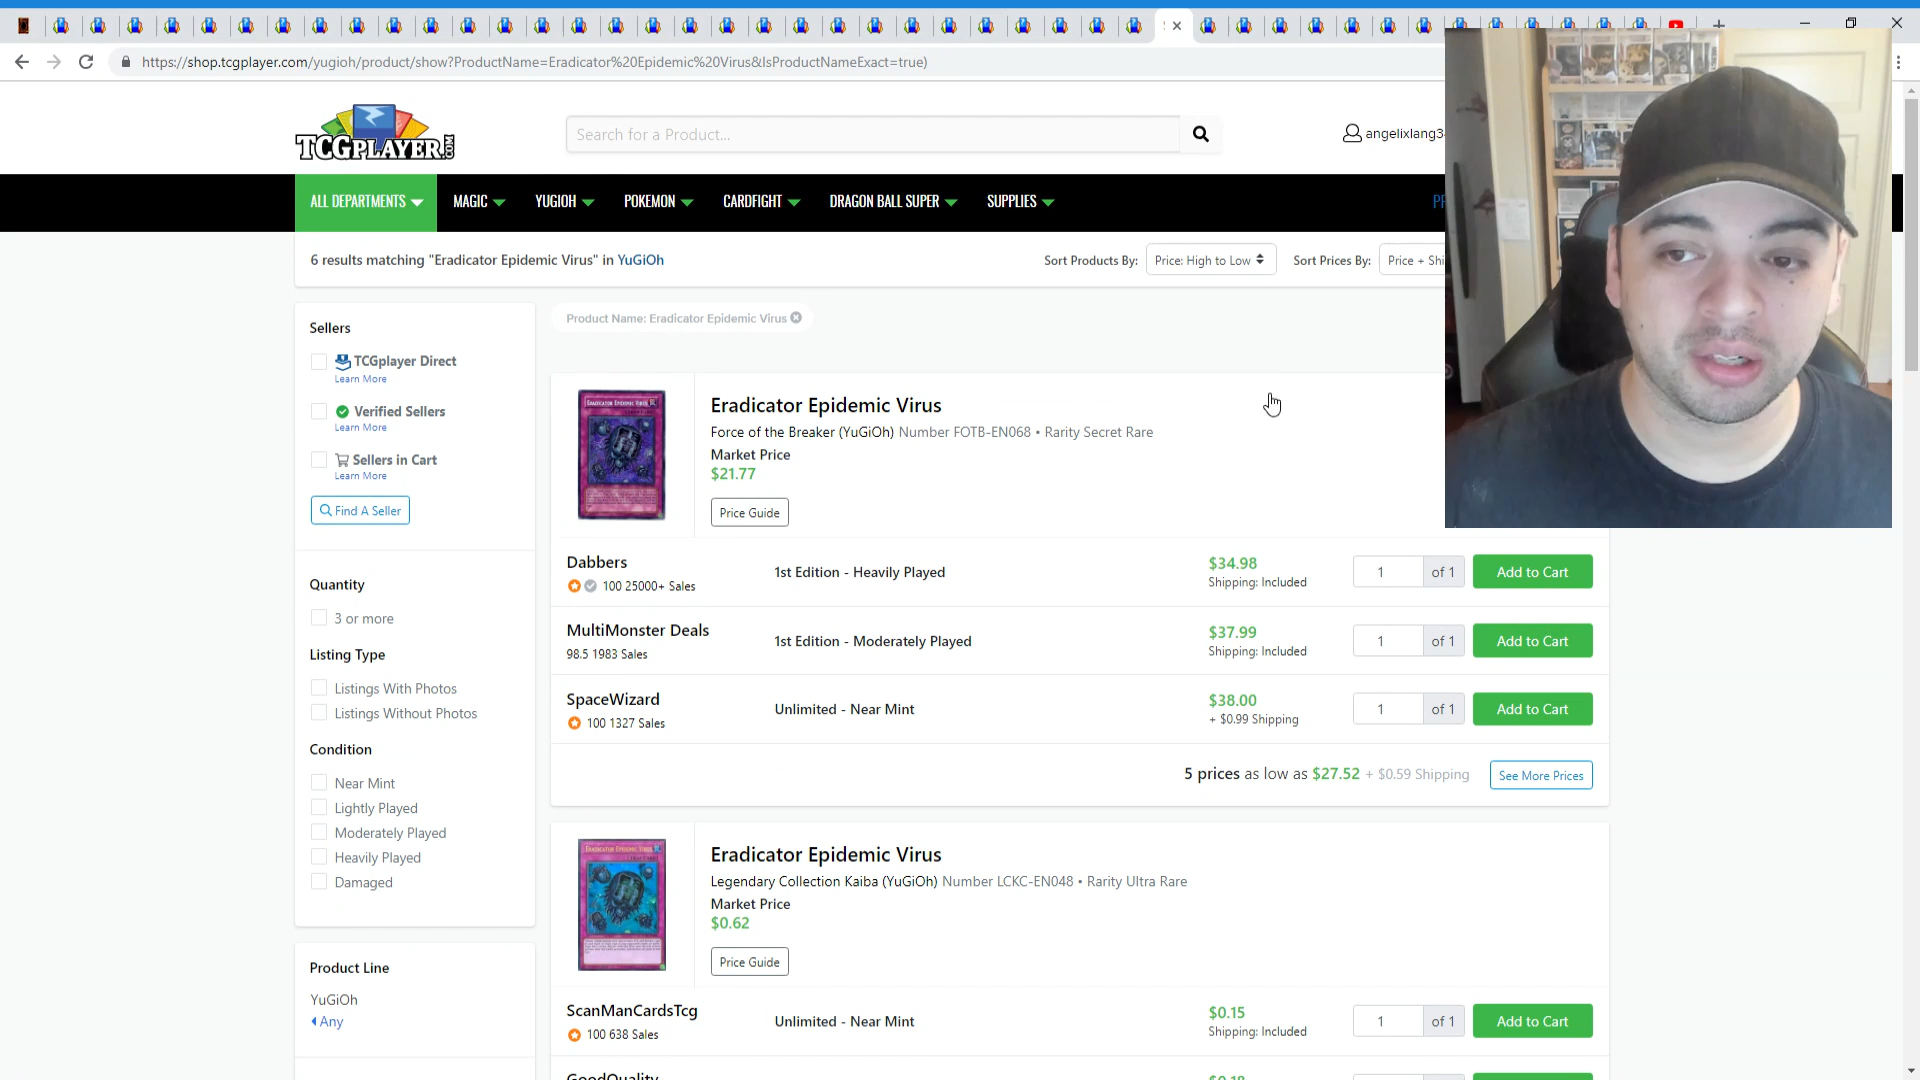 https://shop.tcgplayer.com/yugioh/product/show?ProductName=Eradicator%20Epidemic%20Virus&IsProductNameExact=true)
TCGPLAYER.COM
Search for a Product...
angelixlang3
ALL DEPARTMENTS MAGIC YUGIOH POKEMON CARDFIGHT DRAGON BALL SUPER SUPPLIES
6 results matching "Eradicator Epidemic Virus" in YuGiOh
Sort Products By: Price: High to Low Sort Prices By: Price + Shi
Product Name: Eradicator Epidemic Virus
Sellers
TCGplayer Direct
Learn More
Verified Sellers
Learn More
Sellers in Cart
Learn More
Find A Seller
Quantity
3 or more
Listing Type
Listings With Photos
Listings Without Photos
Condition
Near Mint
Lightly Played
Moderately Played
Heavily Played
Damaged
Product Line
YuGiOh
Any
ERADICATOR EPIDEMIC VIRUS
Eradicator Epidemic Virus
Force of the Breaker (YuGiOh) Number FOTB-EN068 • Rarity Secret Rare
Market Price
$21.77
Price Guide
Dabbers
100 25000+ Sales
1st Edition - Heavily Played
$34.98
Shipping: Included
1 of 1 Add to Cart
MultiMonster Deals
98.5 1983 Sales
1st Edition - Moderately Played
$37.99
Shipping: Included
1 of 1 Add to Cart
SpaceWizard
100 1327 Sales
Unlimited - Near Mint
$38.00
+ $0.99 Shipping
1 of 1 Add to Cart
5 prices as low as $27.52 + $0.59 Shipping See More Prices
ERADICATOR EPIDEMIC VIRUS
Eradicator Epidemic Virus
Legendary Collection Kaiba (YuGiOh) Number LCKC-EN048 • Rarity Ultra Rare
Market Price
$0.62
Price Guide
ScanManCardsTcg
100 638 Sales
Unlimited - Near Mint
$0.15
Shipping: Included
1 of 1 Add to Cart
GoodQuality
$0.18